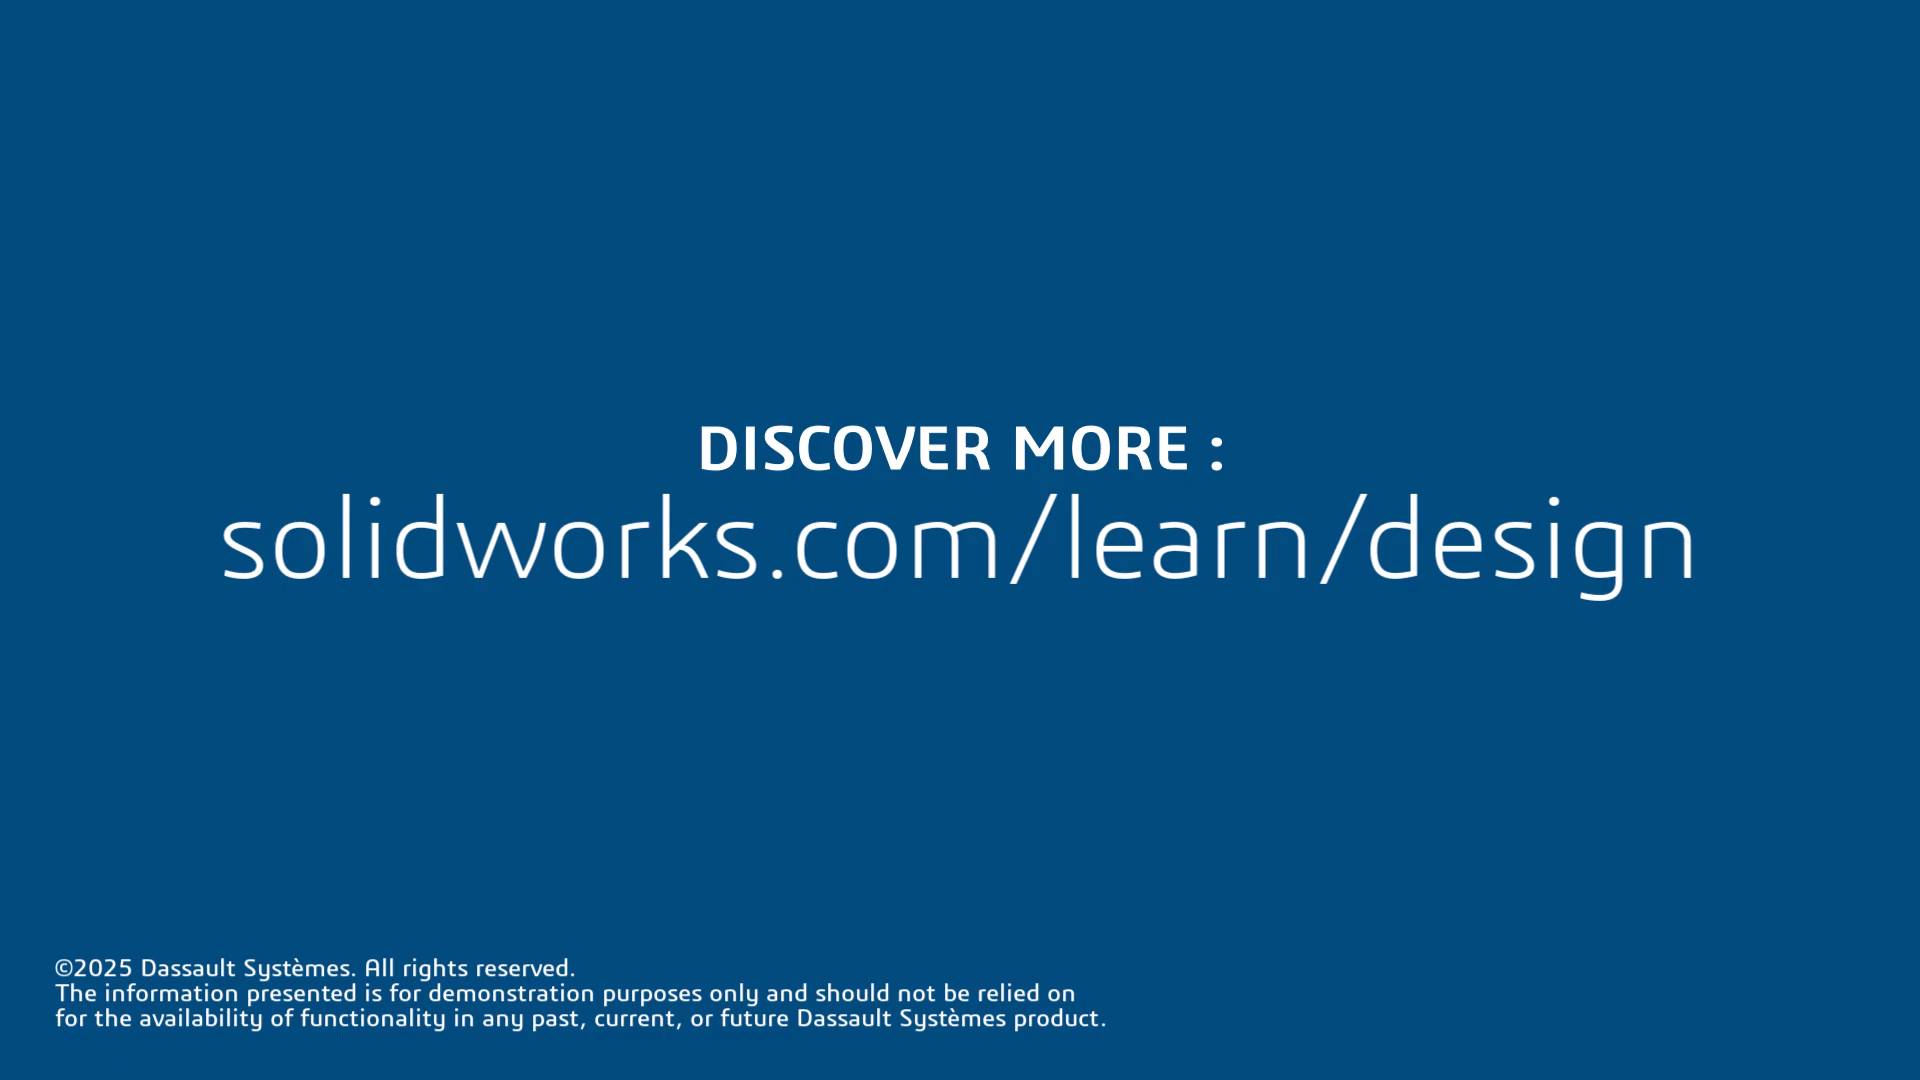 DISCOVER MORE :
solidworks.com/learn/design
©2025 Dassault Systèmes. All rights reserved.
The information presented is for demonstration purposes only and should not be relied on
for the availability of functionality in any past, current, or future Dassault Systèmes product.